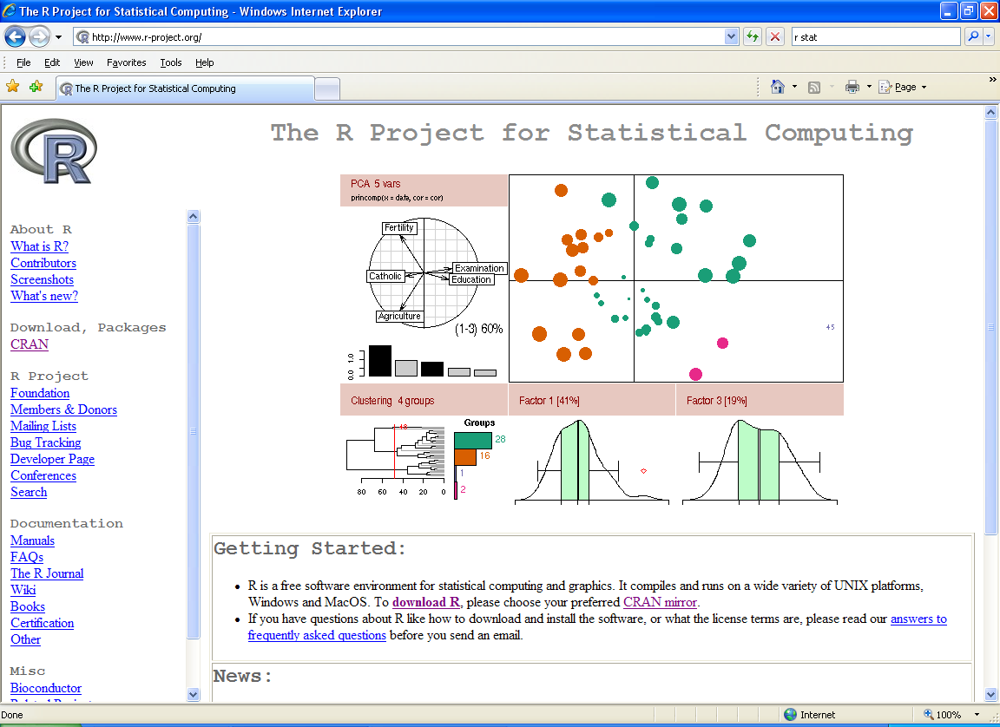 The R Project for Statistical Computing - Windows Internet Explorer
http://www.r-project.org/
r stat
File Edit View Favorites Tools Help
The R Project for Statistical Computing
Page
»
R
About R
What is R?
Contributors
Screenshots
What's new?
Download, Packages
CRAN
R Project
Foundation
Members & Donors
Mailing Lists
Bug Tracking
Developer Page
Conferences
Search
Documentation
Manuals
FAQs
The R Journal
Wiki
Books
Certification
Other
Misc
Bioconductor
The R Project for Statistical Computing
PCA 5 vars
princomp(x = data, cor = cor)
Fertility
Examination
Catholic
Education
Agriculture
(1-3) 60%
0.0 1.0
45
Clustering 4 groups
Factor 1 [41%]
Factor 3 [19%]
Groups
28
16
1
2
80 60 40 20 0
Getting Started:
• R is a free software environment for statistical computing and graphics. It compiles and runs on a wide variety of UNIX platforms,
Windows and MacOS. To download R, please choose your preferred CRAN mirror.
• If you have questions about R like how to download and install the software, or what the license terms are, please read our answers to
frequently asked questions before you send an email.
News:
Done
Internet
100%